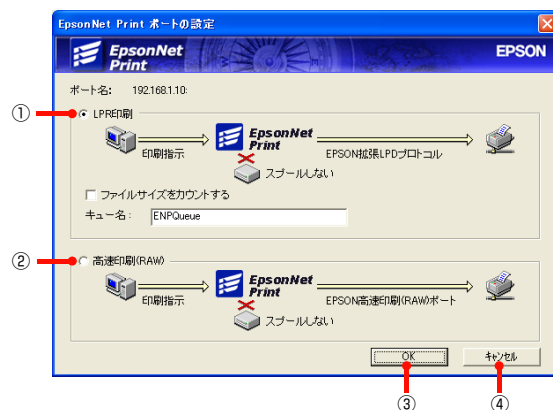 EpsonNet Print ポートの設定
EpsonNet
Print
EPSON
ポート名: 192.168.1.10:
①
LPR印刷
印刷指示
EpsonNet
Print
EPSON拡張LPDプロトコル
スプールしない
ファイルサイズをカウントする
キュー名: ENPQueue
②
高速印刷(RAW)
印刷指示
EpsonNet
Print
EPSON高速印刷(RAW)ポート
スプールしない
OK
キャンセル
③
④